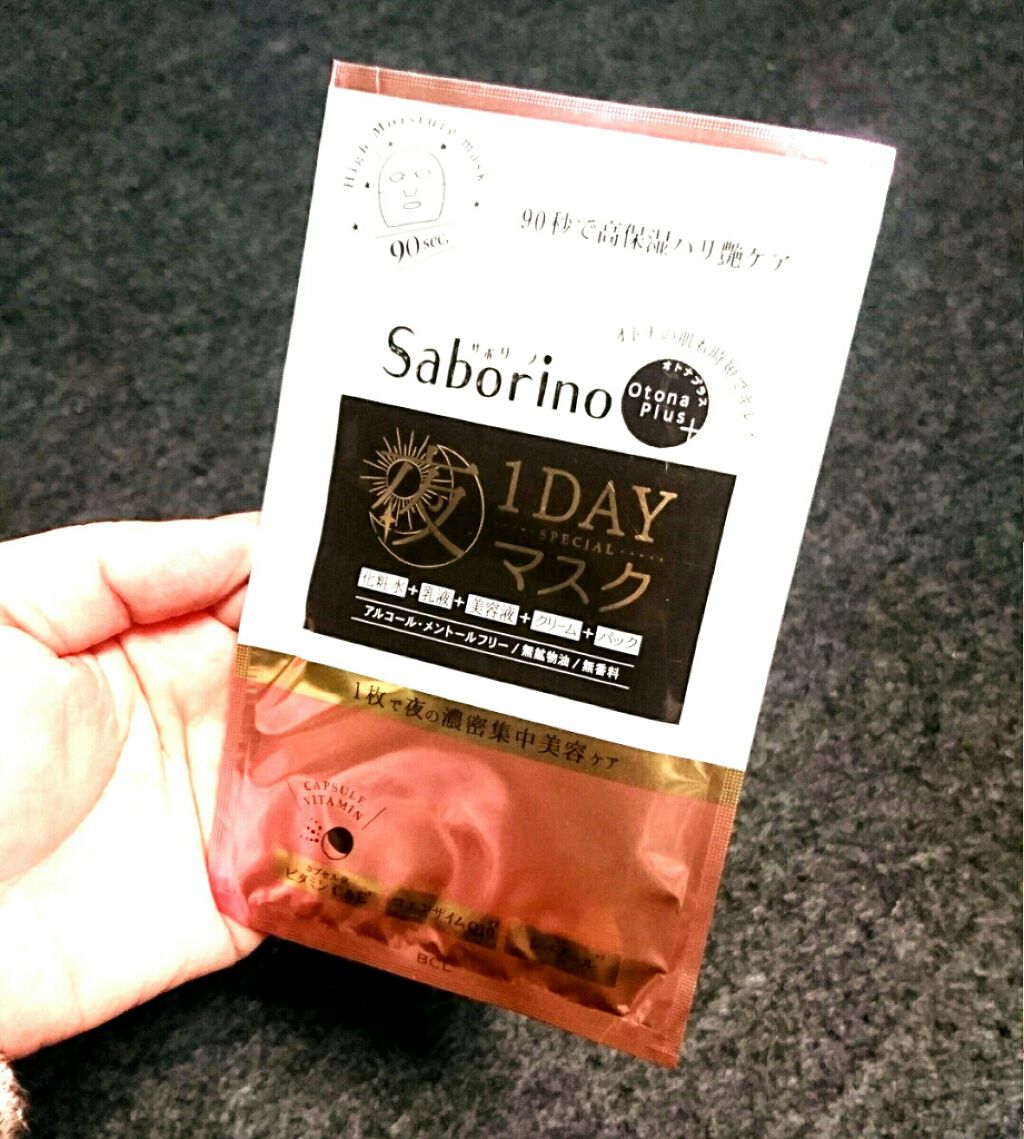 High Moisture mask
90 sec.
90秒で高保湿ハリ艶ケア
オトナの肌も時短でキレイ
サボリーノ
Saborino
オトナプラス
Otona
Plus+
夜
1DAY
SPECIAL
マスク
化粧水+乳液+美容液+クリーム+パック
アルコール・メントールフリー/無鉱物油/無香料
1枚で夜の濃密集中美容ケア
CAPSULE
VITAMIN
ビタミンC&E
コエンザイムQ10
BCL